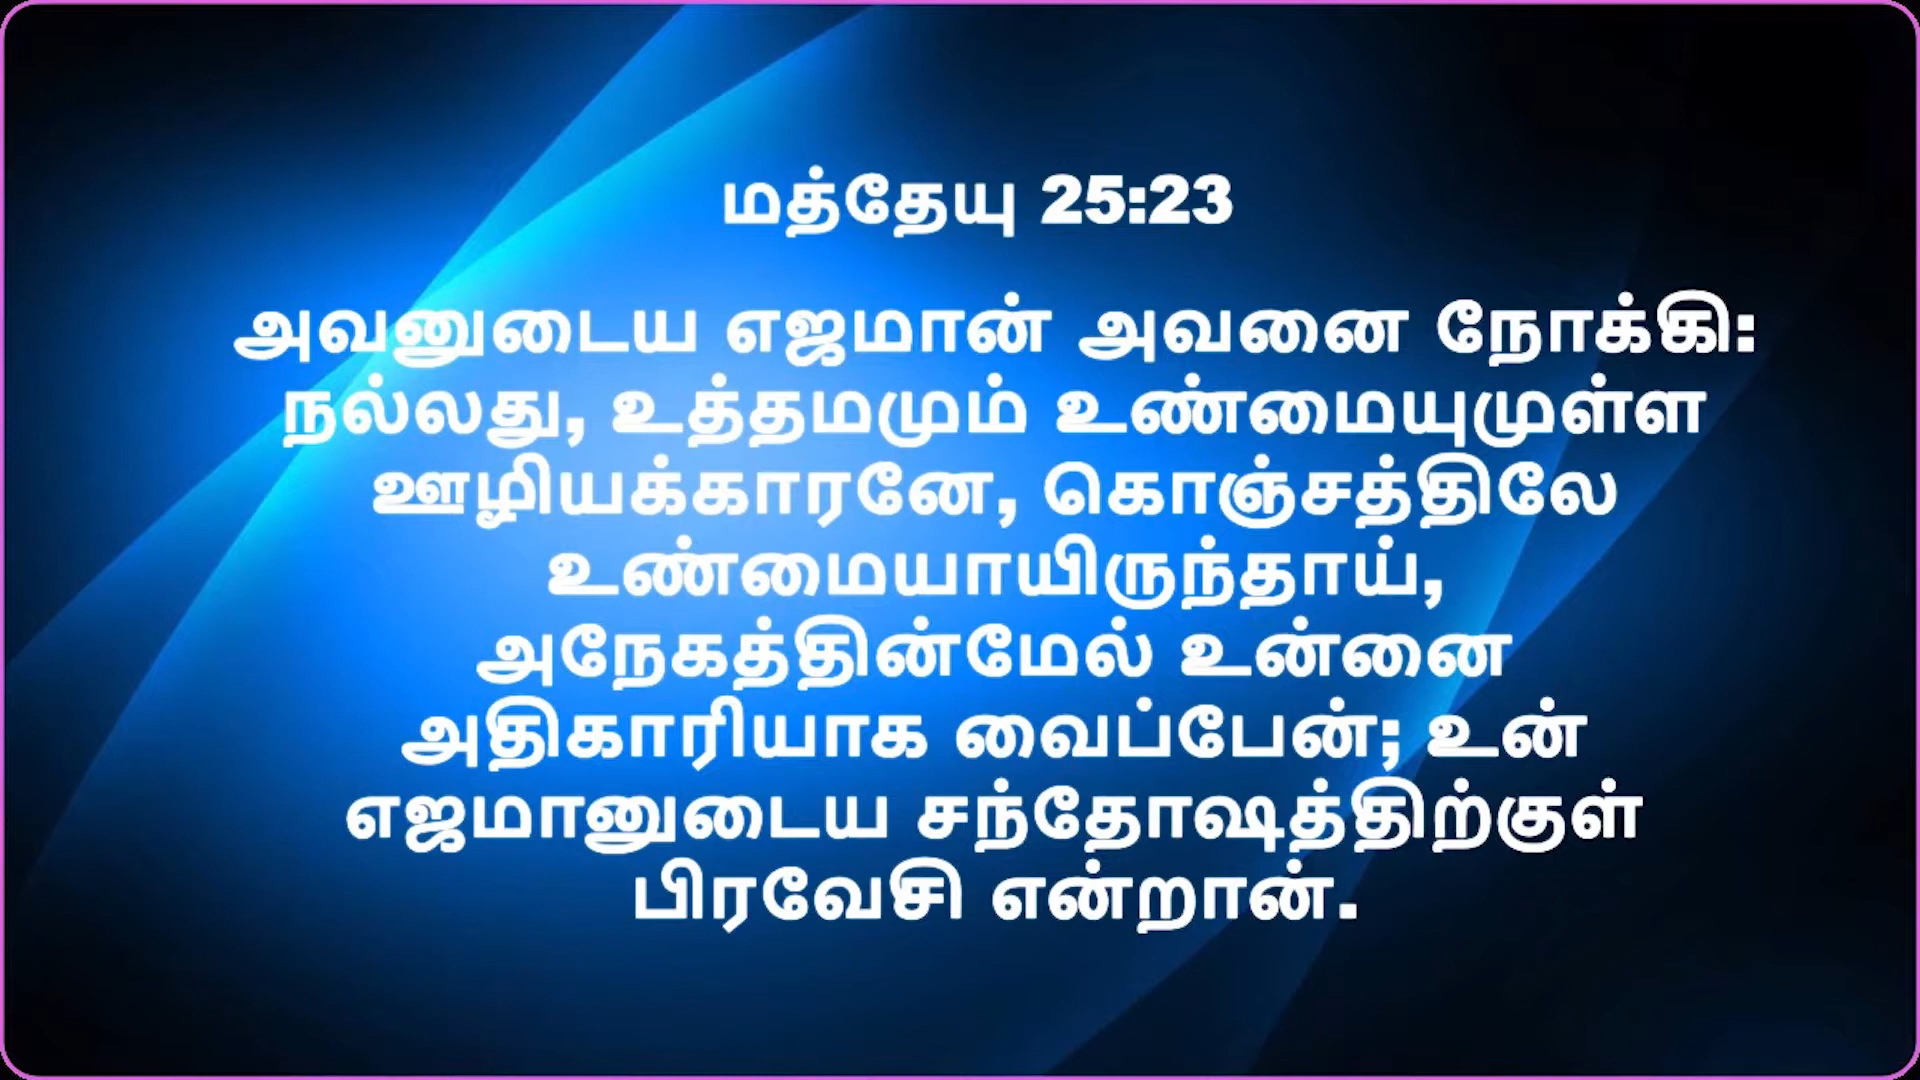 மத்தேயு 25:23
அவனுடைய எஜமான் அவனை நோக்கி:
நல்லது, உத்தமமும் உண்மையுமுள்ள
ஊழியக்காரனே, கொஞ்சத்திலே
உண்மையாயிருந்தாய்,
அநேகத்தின்மேல் உன்னை
அதிகாரியாக வைப்பேன்; உன்
எஜமானுடைய சந்தோஷத்திற்குள்
பிரவேசி என்றான்.